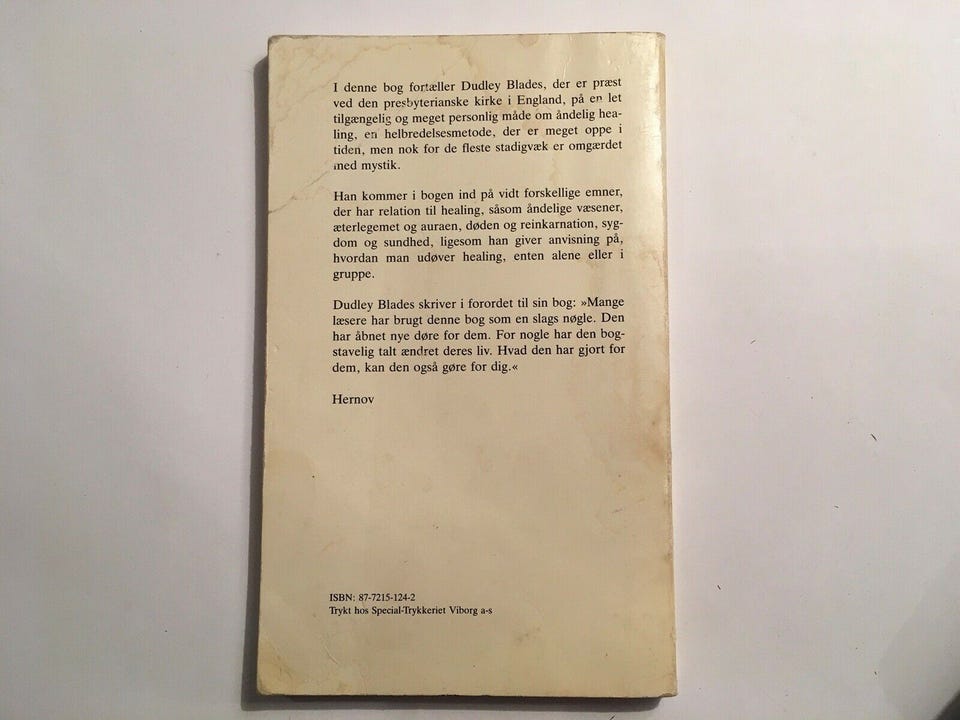 I denne bog fortæller Dudley Blades, der er præst
ved den presbyterianske kirke i England, på en let
tilgængelig og meget personlig måde om åndelig hea-
ling, en helbredelsesmetode, der er meget oppe i
tiden, men nok for de fleste stadigvæk er omgærdet
med mystik.
Han kommer i bogen ind på vidt forskellige emner,
der har relation til healing, såsom åndelige væsener,
æterlegemet og auraen, døden og reinkarnation, syg-
dom og sundhed, ligesom han giver anvisning på,
hvordan man udøver healing, enten alene eller i
gruppe.
Dudley Blades skriver i forordet til sin bog: »Mange
læsere har brugt denne bog som en slags nøgle. Den
har åbnet nye døre for dem. For nogle har den bog-
stavelig talt ændret deres liv. Hvad den har gjort for
dem, kan den også gøre for dig.«
Hernov
ISBN: 87-7215-124-2
Trykt hos Special-Trykkeriet Viborg a-s